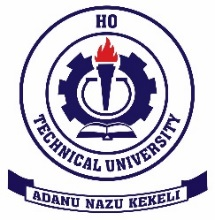 HO
TECHNICAL UNIVERSITY
ADANU NAZU KEKELI